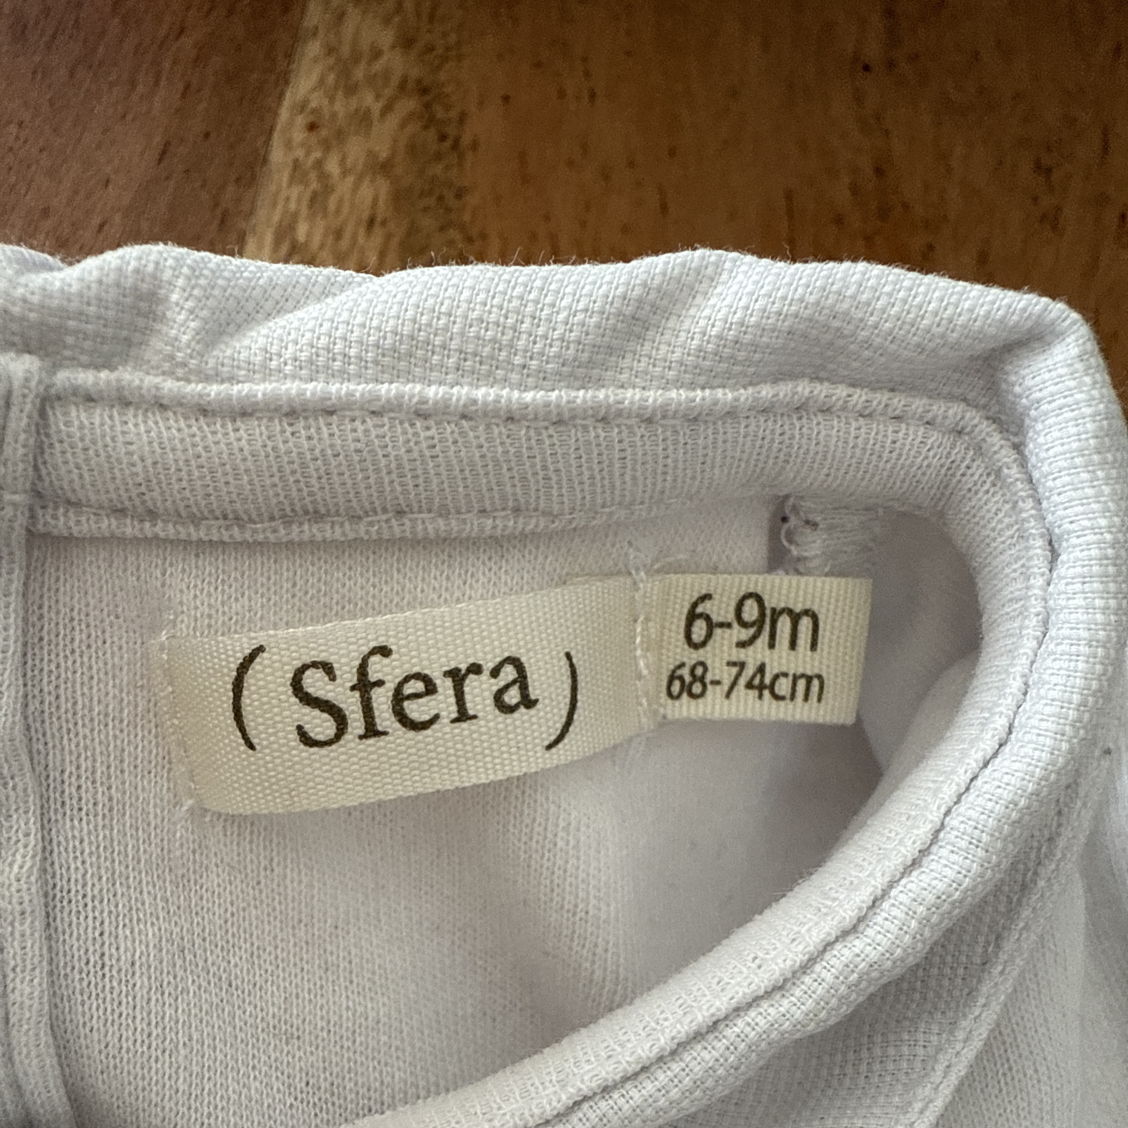 ( Sfera )
6-9m
68-74cm